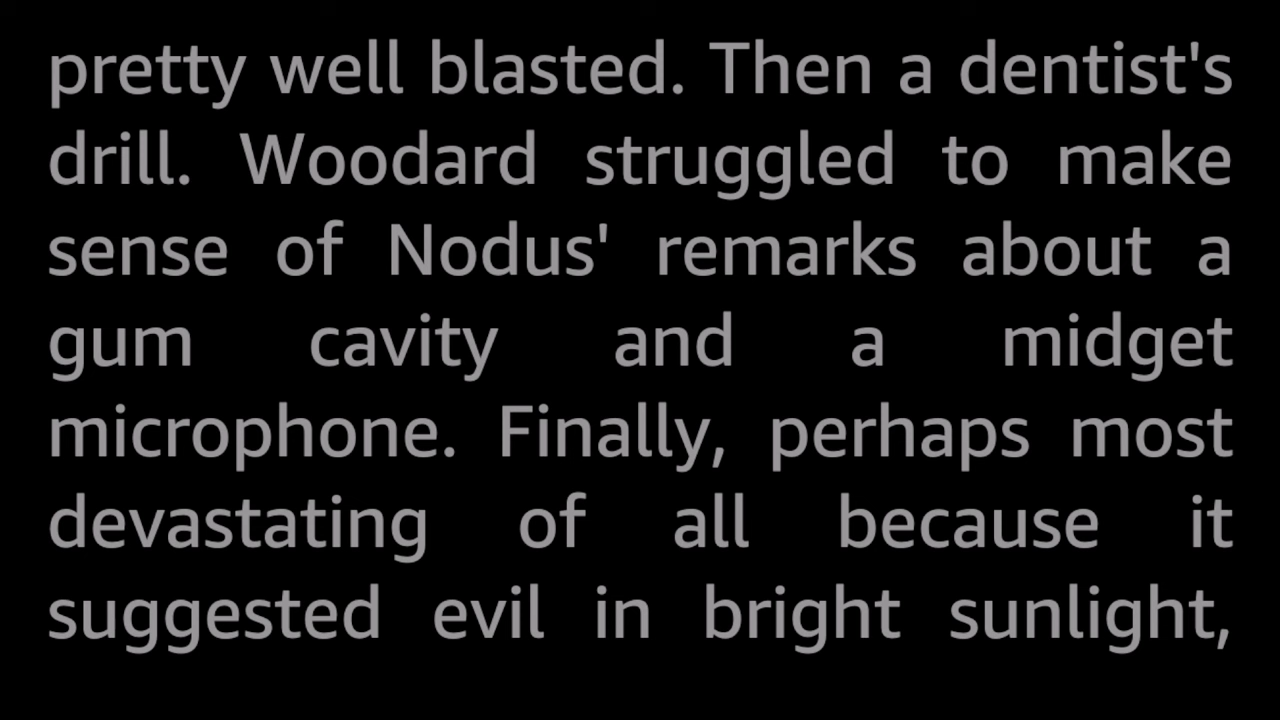 pretty well blasted. Then a dentist's
drill. Woodard struggled to make
sense of Nodus' remarks about a
gum cavity and a midget
microphone. Finally, perhaps most
devastating of all because it
suggested evil in bright sunlight,